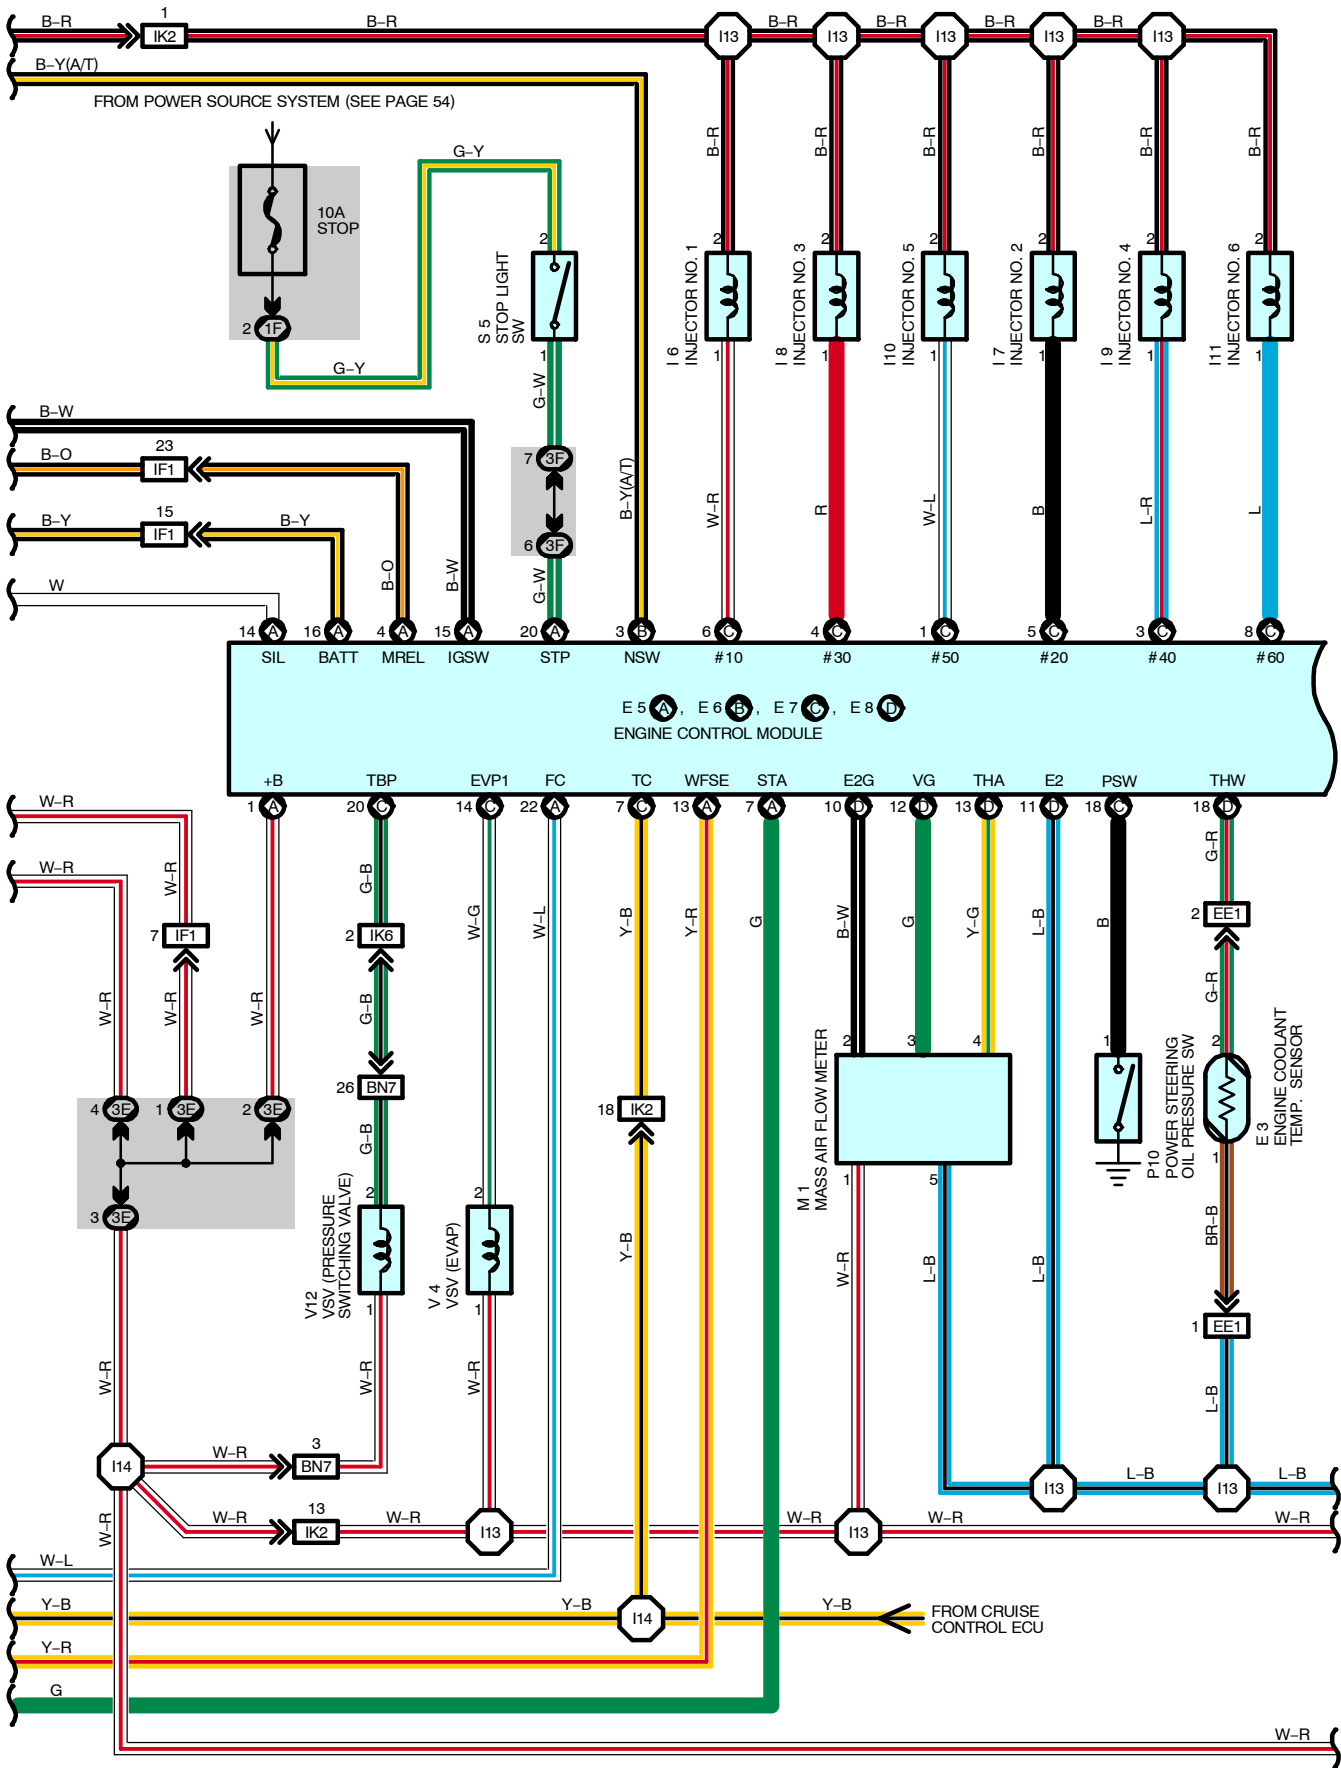 1
B–R
IK2
B–R
I13
B–R
I13
B–R
I13
B–R
I13
B–R
I13
B–Y(A/T)
FROM POWER SOURCE SYSTEM (SEE PAGE 54)
10A
STOP
2 1F
G–Y
G–Y
2
S 5
STOP LIGHT
SW
1
G–W
7 3F
6 3F
G–W
B–Y(A/T)
B–R
B–R
B–R
B–R
B–R
B–R
2
2
2
2
2
2
I 6
INJECTOR NO. 1
I 8
INJECTOR NO. 3
I10
INJECTOR NO. 5
I 7
INJECTOR NO. 2
I 9
INJECTOR NO. 4
I11
INJECTOR NO. 6
1
1
1
1
1
1
W–R
R
W–L
B
L–R
L
B–W
23
B–O
IF1
15
B–Y
IF1
B–Y
W
B–O
B–W
14 A
16 A
4 A
15 A
20 A
3 B
6 C
4 C
1 C
5 C
3 C
8 C
SIL
BATT
MREL
IGSW
STP
NSW
#10
#30
#50
#20
#40
#60
E 5 A , E 6 B , E 7 C , E 8 D
ENGINE CONTROL MODULE
+B
TBP
EVP1
FC
TC
WFSE
STA
E2G
VG
THA
E2
PSW
THW
1 A
20 C
14 C
22 A
7 C
13 A
7 A
10 D
12 D
13 D
11 D
18 C
18 D
W–R
W–R
W–R
7 IF1
W–R
W–R
W–R
4 3E
1 3E
2 3E
3 3E
G–B
2 IK6
G–B
26 BN7
G–B
2
V12
VSV (PRESSURE
SWITCHING VALVE)
1
W–R
W–G
2
V 4
VSV (EVAP)
1
W–R
W–L
Y–B
18 IK2
Y–B
Y–R
G
B–W
G
Y–G
2
3
4
M 1
MASS AIR FLOW METER
1
5
W–R
L–B
L–B
L–B
B
1
P10
POWER STEERING
OIL PRESSURE SW
G–R
2 EE1
G–R
2
E 3
ENGINE COOLANT
TEMP. SENSOR
1
BR–B
1 EE1
L–B
W–R
I14
W–R
3
BN7
W–R
13
IK2
W–R
I13
W–R
I13
W–R
W–R
I13
L–B
I13
L–B
W–R
W–L
Y–B
Y–B
I14
Y–B
FROM CRUISE
CONTROL ECU
Y–R
G
W–R